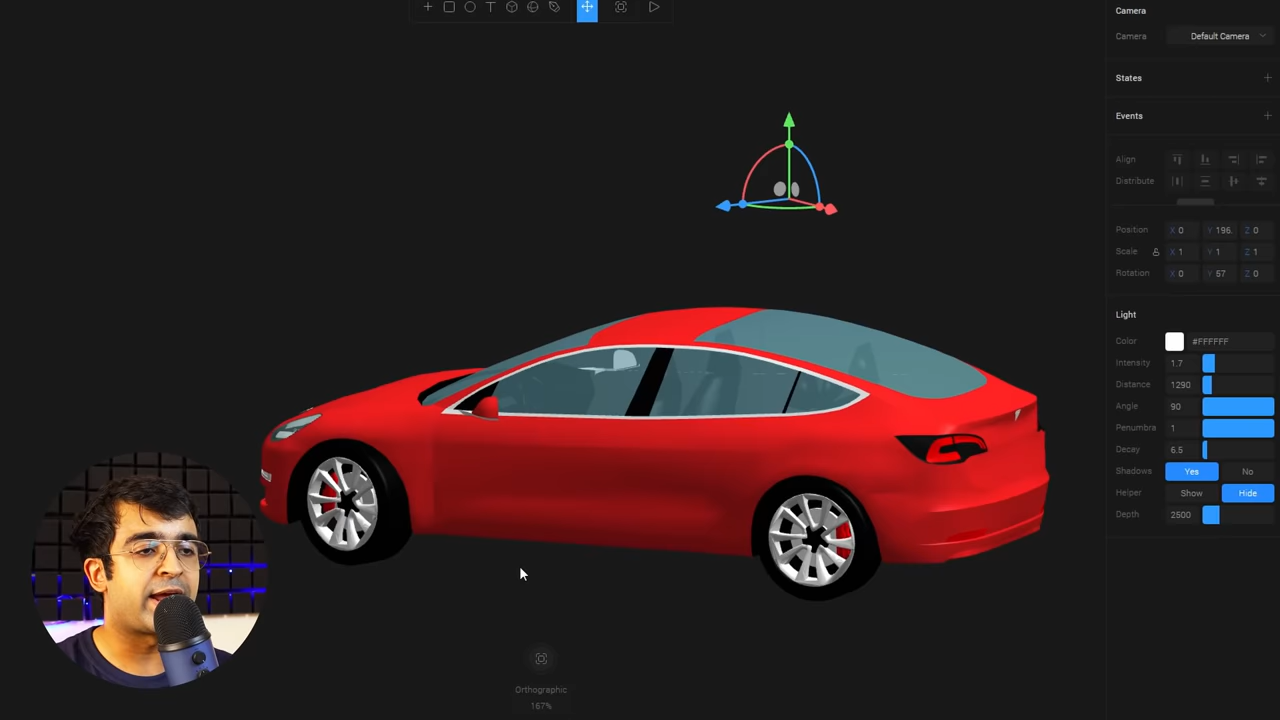 Camera
Camera Default Camera
States
Events
Align
Distribute
Position X 0 Y 196. Z 0
Scale X 1 Y 1 Z 1
Rotation X 0 Y 57 Z 0
Light
Color #FFFFFF
Intensity 1.7
Distance 1290
Angle 90
Penumbra 1
Decay 6.5
Shadows Yes No
Helper Show Hide
Depth 2500
Orthographic
167%